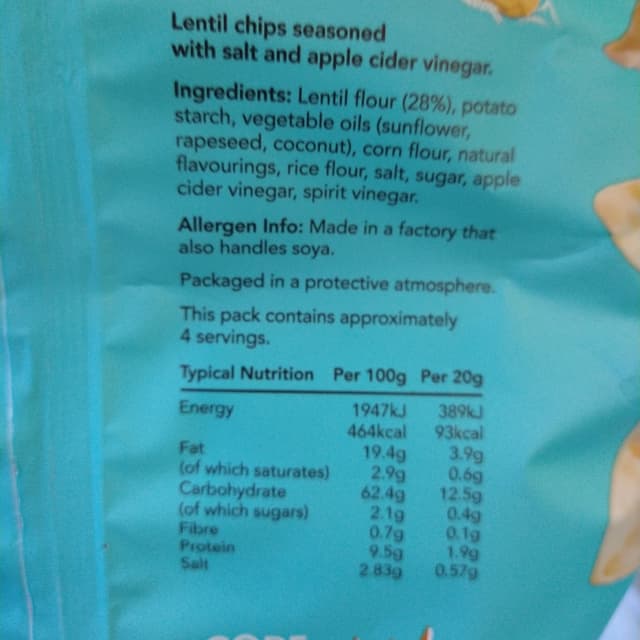 Lentil chips seasoned
with salt and apple cider vinegar.
Ingredients: Lentil flour (28%), potato
starch, vegetable oils (sunflower,
rapeseed, coconut), corn flour, natural
flavourings, rice flour, salt, sugar, apple
cider vinegar, spirit vinegar.
Allergen Info: Made in a factory that
also handles soya.
Packaged in a protective atmosphere.
This pack contains approximately
4 servings.
Typical Nutrition Per 100g Per 20g
Energy 1947kJ 389kJ
464kcal 93kcal
Fat 19.4g 3.9g
(of which saturates) 2.9g 0.6g
Carbohydrate 62.4g 12.5g
(of which sugars) 2.1g 0.4g
Fibre 0.7g 0.1g
Protein 9.5g 1.9g
Salt 2.83g 0.57g